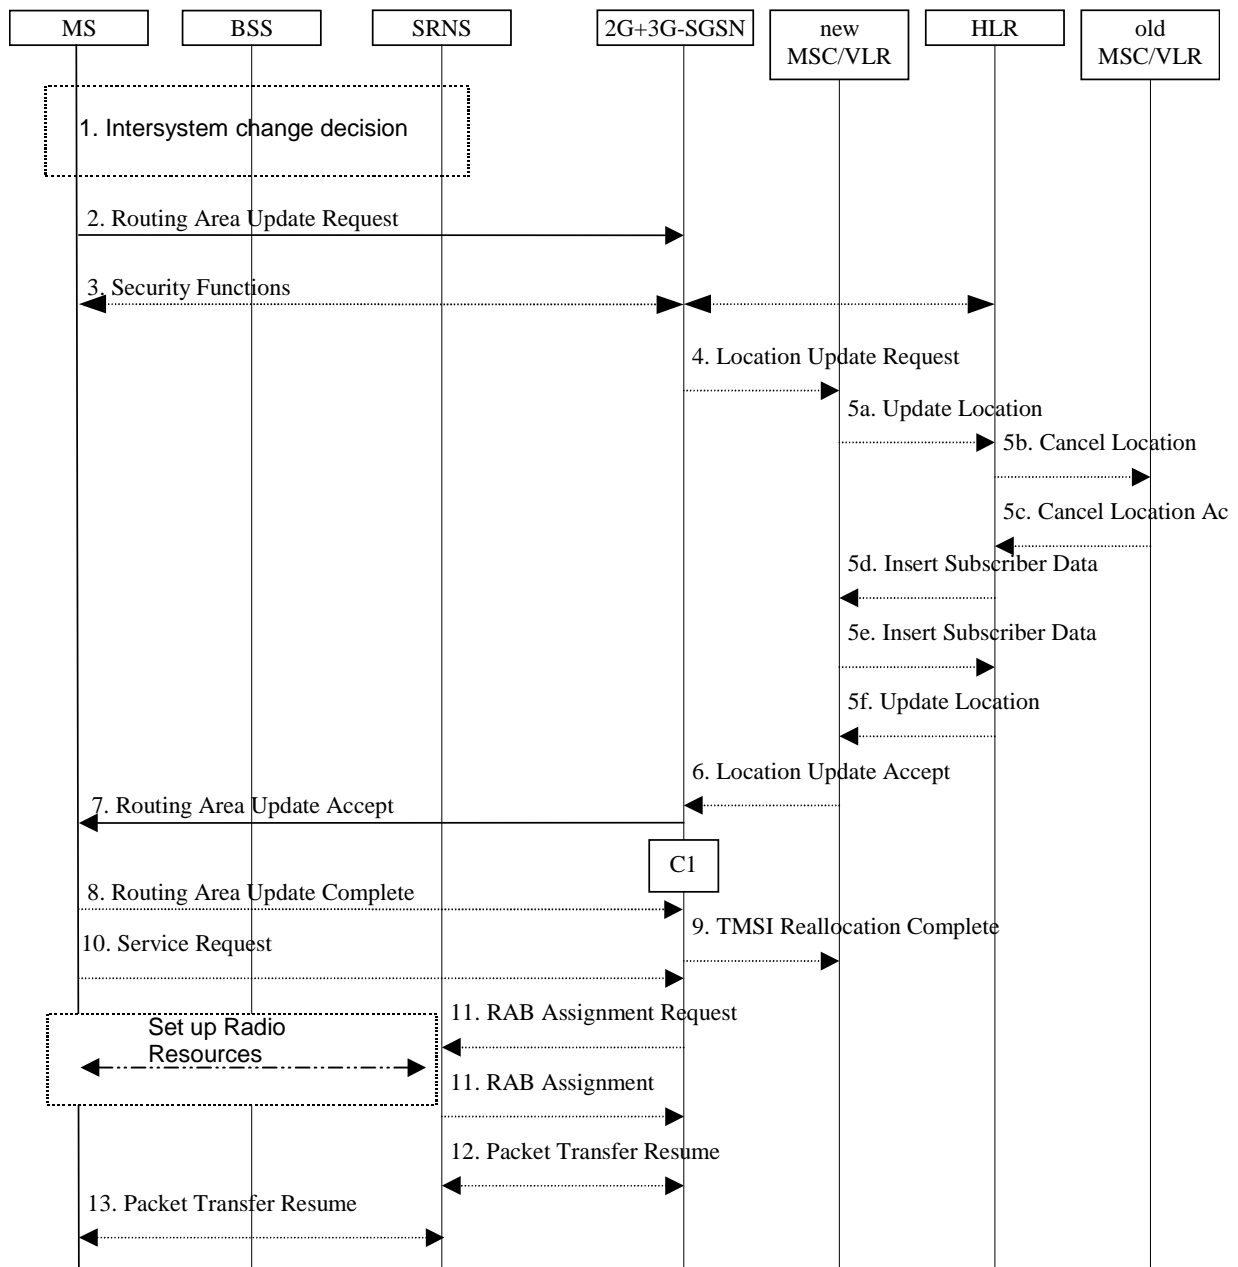 MS
BSS
SRNS
2G+3G-SGSN
new
MSC/VLR
HLR
old
MSC/VLR
1. Intersystem change decision
2. Routing Area Update Request
3. Security Functions
4. Location Update Request
5a. Update Location
5b. Cancel Location
5c. Cancel Location Ac
5d. Insert Subscriber Data
5e. Insert Subscriber Data
5f. Update Location
6. Location Update Accept
7. Routing Area Update Accept
C1
8. Routing Area Update Complete
9. TMSI Reallocation Complete
10. Service Request
11. RAB Assignment Request
Set up Radio
Resources
11. RAB Assignment
12. Packet Transfer Resume
13. Packet Transfer Resume